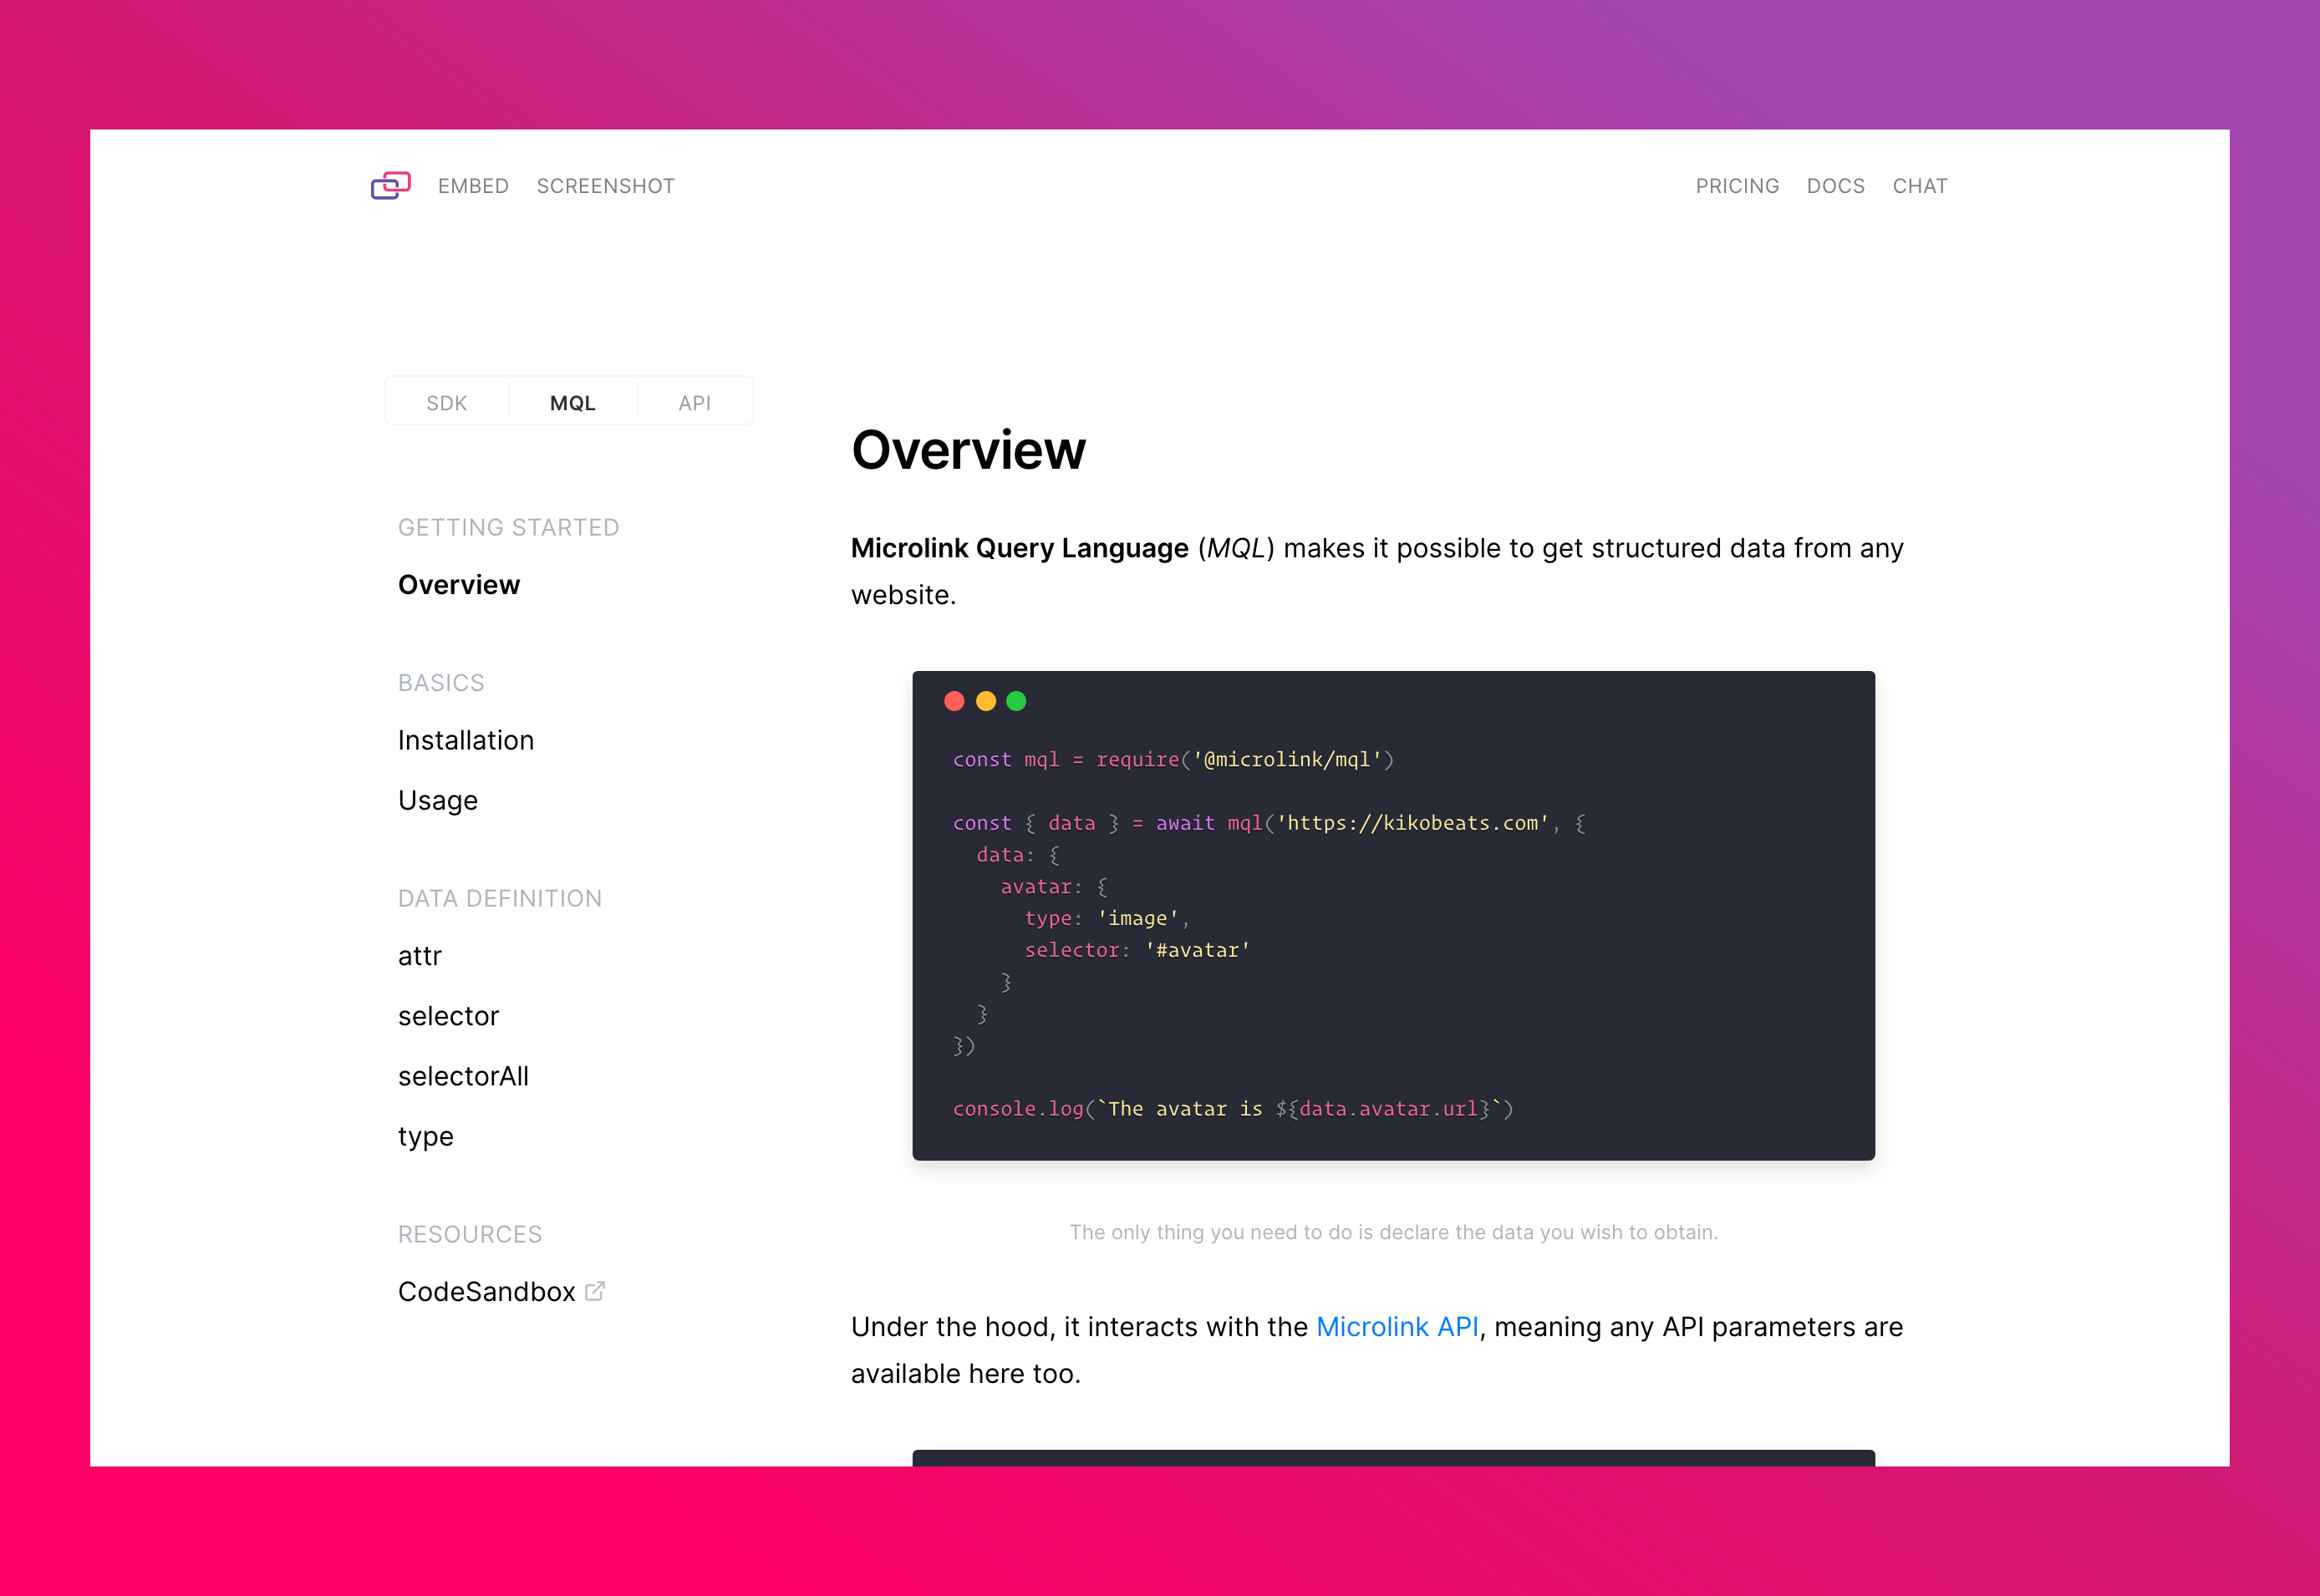 EMBED SCREENSHOT PRICING DOCS CHAT
SDK MQL API
GETTING STARTED
Overview
BASICS
Installation
Usage
DATA DEFINITION
attr
selector
selectorAll
type
RESOURCES
CodeSandbox
Overview
Microlink Query Language (MQL) makes it possible to get structured data from any
website.
const mql = require('@microlink/mql')
const { data } = await mql('https://kikobeats.com', {
  data: {
    avatar: {
      type: 'image',
      selector: '#avatar'
    }
  }
})
console.log(`The avatar is ${data.avatar.url}`)
The only thing you need to do is declare the data you wish to obtain.
Under the hood, it interacts with the Microlink API, meaning any API parameters are
available here too.